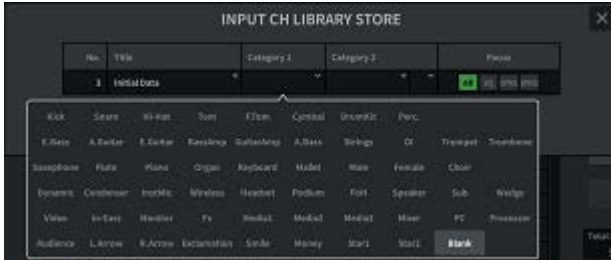 INPUT CH LIBRARY STORE
No. Title Category 1 Category 2 Focus
3 Initial Data All
Kick Snare Hi-Hat Tom F.Tom Cymbal DrumKit Perc.
E.Bass A.Guitar E.Guitar BassAmp GuitarAmp A.Bass Strings DI Trumpet Trombone
Saxophone Flute Piano Organ Keyboard Mallet Male Female Choir
Dynamic Condenser InstMic Wireless Headset Podium Fort Speaker Sub Wedge
Video In-Ears Monitor Fx Media1 Media2 Media3 Mixer PC Processor
Audience L.Arrow R.Arrow Exclamation Smile Money Star1 Star2 Blank
Total